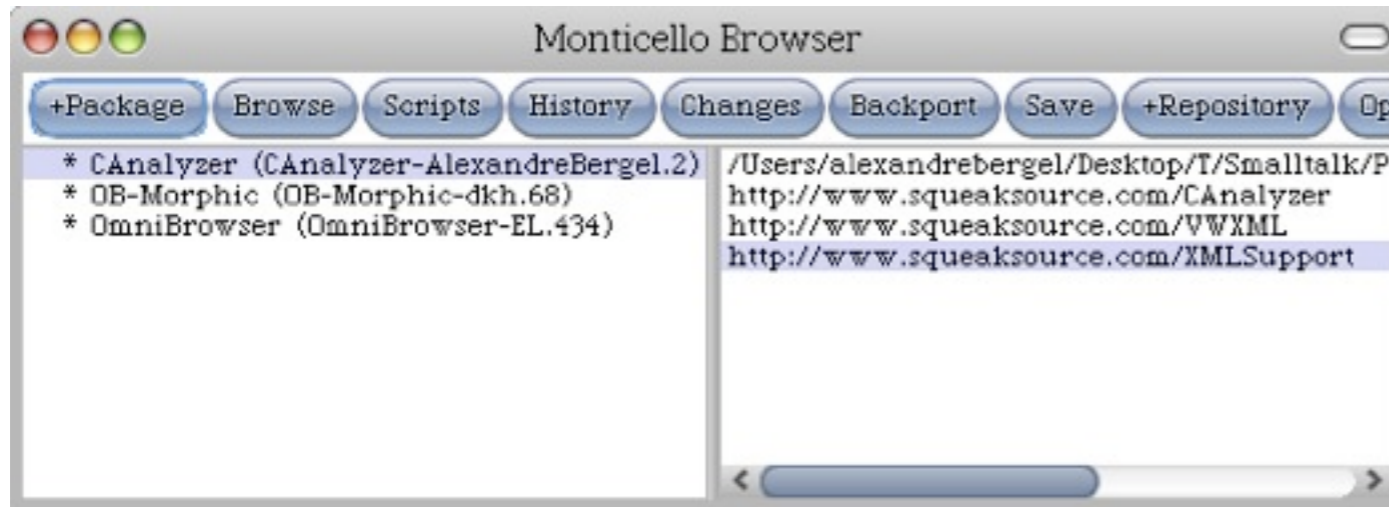 Monticello Browser
+Package Browse Scripts History Changes Backport Save +Repository Op
* CAnalyzer (CAnalyzer-AlexandreBergel.2)
* OB-Morphic (OB-Morphic-dkh.68)
* OmniBrowser (OmniBrowser-EL.434)
/Users/alexandrebergel/Desktop/T/Smalltalk/P
http://www.squeaksource.com/CAnalyzer
http://www.squeaksource.com/VWXML
http://www.squeaksource.com/XMLSupport